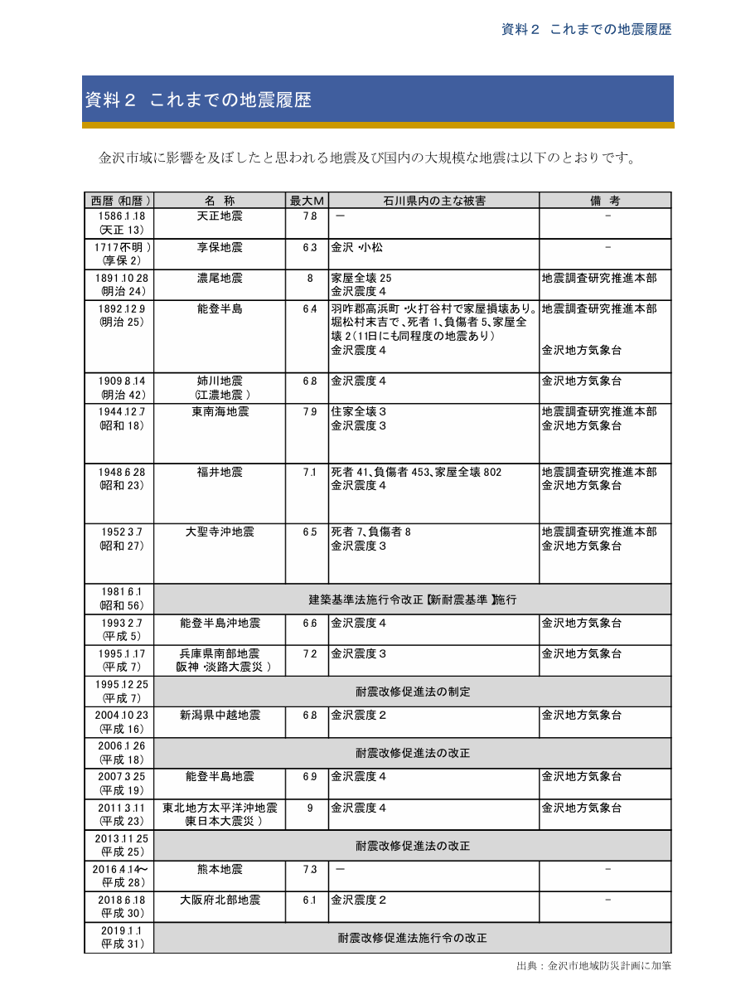 資料２ これまでの地震履歴
資料２ これまでの地震履歴
金沢市域に影響を及ぼしたと思われる地震及び国内の大規模な地震は以下のとおりです。
西暦（和暦） 名 称 最大M 石川県内の主な被害 備 考
1586.1.18 天正地震 7.8 － －
（天正 13）
1717（不明） 享保地震 6.3 金沢・小松 －
（享保 2）
1891.10.28 濃尾地震 8 家屋全壊 25 地震調査研究推進本部
（明治 24） 金沢震度４
1892.12.9 能登半島 6.4 羽咋郡高浜町・火打谷村で家屋損壊あり。 地震調査研究推進本部
（明治 25） 堀松村末吉で、死者 1、負傷者 5、家屋全
壊 2（11日にも同程度の地震あり）
金沢震度４ 金沢地方気象台
1909.8.14 姉川地震 6.8 金沢震度４ 金沢地方気象台
（明治 42） （江濃地震）
1944.12.7 東南海地震 7.9 住家全壊３ 地震調査研究推進本部
（昭和 18） 金沢震度３ 金沢地方気象台
1948.6.28 福井地震 7.1 死者 41、負傷者 453、家屋全壊 802 地震調査研究推進本部
（昭和 23） 金沢震度４ 金沢地方気象台
1952.3.7 大聖寺沖地震 6.5 死者 7、負傷者 8 地震調査研究推進本部
（昭和 27） 金沢震度３ 金沢地方気象台
1981.6.1
（昭和 56） 建築基準法施行令改正【新耐震基準】施行
1993.2.7 能登半島沖地震 6.6 金沢震度４ 金沢地方気象台
（平成 5）
1995.1.17 兵庫県南部地震 7.2 金沢震度３ 金沢地方気象台
（平成 7） （阪神・淡路大震災）
1995.12.25
（平成 7） 耐震改修促進法の制定
2004.10.23 新潟県中越地震 6.8 金沢震度２ 金沢地方気象台
（平成 16）
2006.1.26
（平成 18） 耐震改修促進法の改正
2007.3.25 能登半島地震 6.9 金沢震度４ 金沢地方気象台
（平成 19）
2011.3.11 東北地方太平洋沖地震 9 金沢震度４ 金沢地方気象台
（平成 23） （東日本大震災）
2013.11.25
（平成 25） 耐震改修促進法の改正
2016.4.14～ 熊本地震 7.3 － －
（平成 28）
2018.6.18 大阪府北部地震 6.1 金沢震度２ －
（平成 30）
2019.1.1
（平成 31） 耐震改修促進法施行令の改正
出典：金沢市地域防災計画に加筆